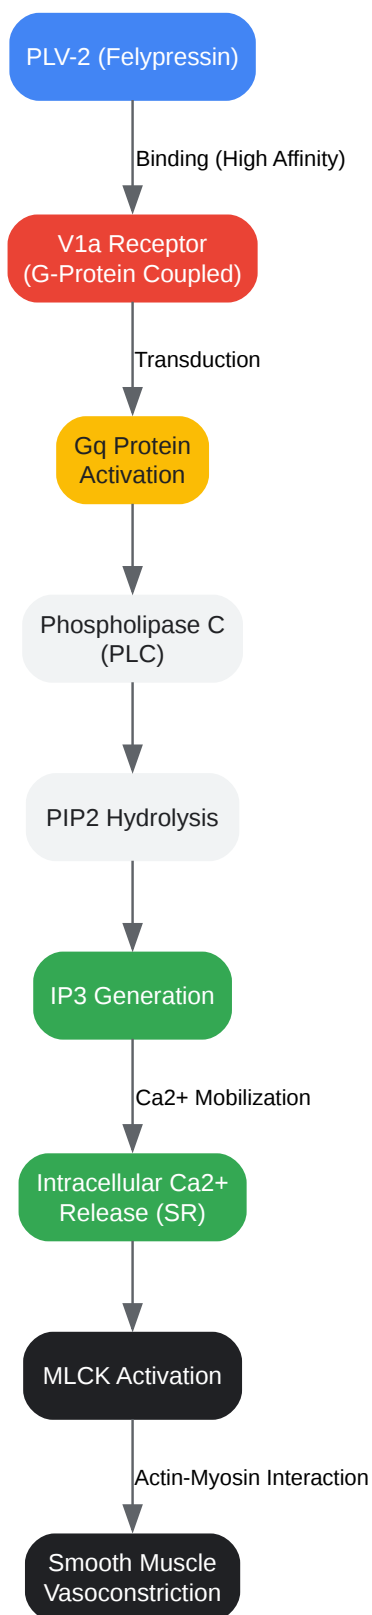 PLV-2 (Felypressin)
Binding (High Affinity)
V1a Receptor
(G-Protein Coupled)
Transduction
Gq Protein
Activation
Phospholipase C
(PLC)
PIP2 Hydrolysis
IP3 Generation
Ca2+ Mobilization
Intracellular Ca2+
Release (SR)
MLCK Activation
Actin-Myosin Interaction
Smooth Muscle
Vasoconstriction